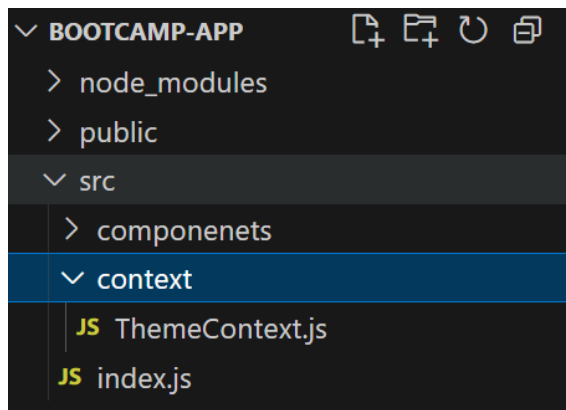 BOOTCAMP-APP
node_modules
public
src
componenets
context
JS ThemeContext.js
JS index.js